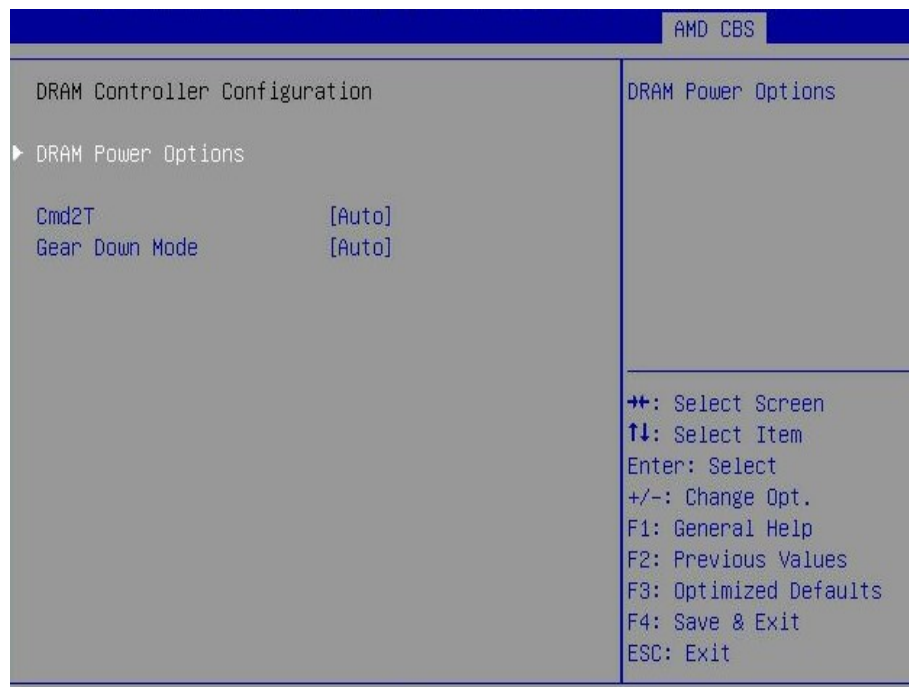 AMD CBS
DRAM Controller Configuration
DRAM Power Options
Cmd2T [Auto]
Gear Down Mode [Auto]
DRAM Power Options
→←: Select Screen
↑↓: Select Item
Enter: Select
+/-: Change Opt.
F1: General Help
F2: Previous Values
F3: Optimized Defaults
F4: Save & Exit
ESC: Exit